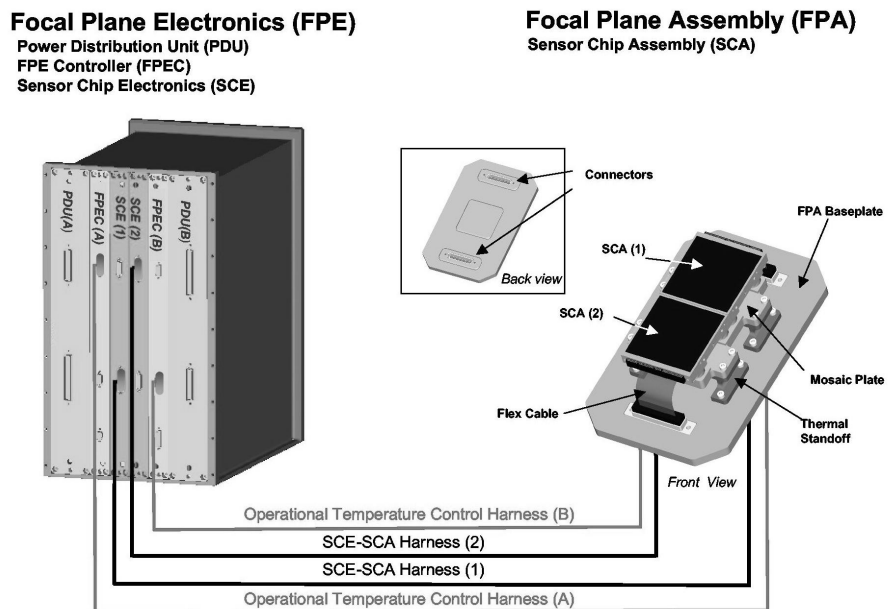 Focal Plane Electronics (FPE)
Power Distribution Unit (PDU)
FPE Controller (FPEC)
Sensor Chip Electronics (SCE)
Focal Plane Assembly (FPA)
Sensor Chip Assembly (SCA)
PDU(A)
FPEC (A)
SCE (1)
SCE (2)
FPEC (B)
PDU(B)
Connectors
Back view
FPA Baseplate
SCA (1)
SCA (2)
Mosaic Plate
Flex Cable
Thermal
Standoff
Front View
Operational Temperature Control Harness (B)
SCE-SCA Harness (2)
SCE-SCA Harness (1)
Operational Temperature Control Harness (A)